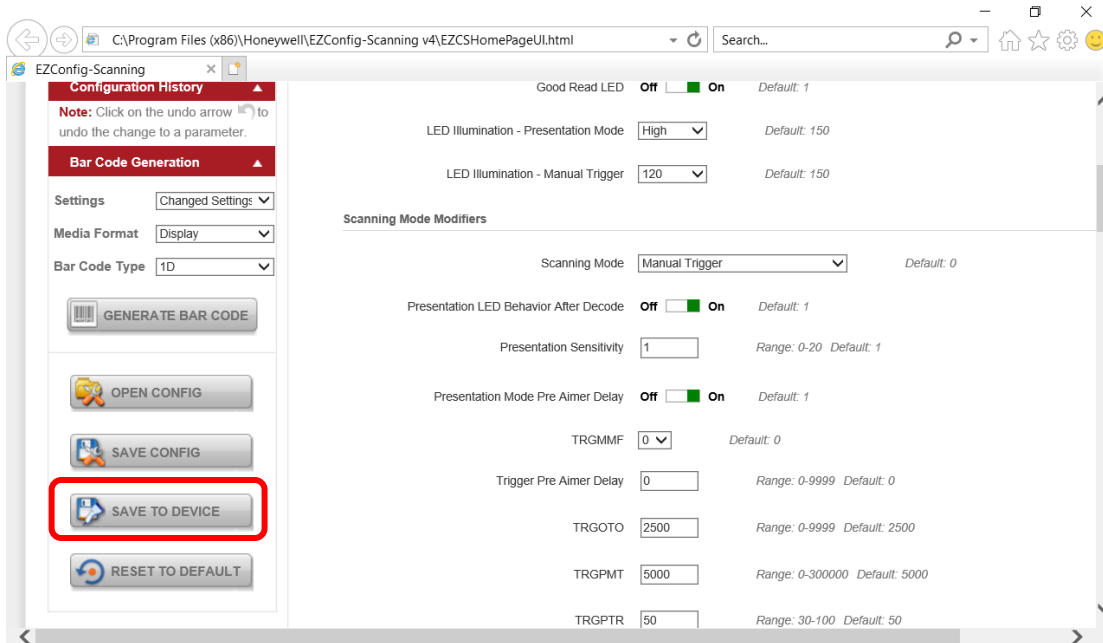 C:\Program Files (x86)\Honeywell\EZConfig-Scanning v4\EZCSHomePageUI.html
Search...
EZConfig-Scanning
Configuration History
Note: Click on the undo arrow to
undo the change to a parameter.
Bar Code Generation
Settings Changed Settings
Media Format Display
Bar Code Type 1D
GENERATE BAR CODE
OPEN CONFIG
SAVE CONFIG
SAVE TO DEVICE
RESET TO DEFAULT
Good Read LED Off On Default: 1
LED Illumination - Presentation Mode High Default: 150
LED Illumination - Manual Trigger 120 Default: 150
Scanning Mode Modifiers
Scanning Mode Manual Trigger Default: 0
Presentation LED Behavior After Decode Off On Default: 1
Presentation Sensitivity 1 Range: 0-20 Default: 1
Presentation Mode Pre Aimer Delay Off On Default: 1
TRGMMF 0 Default: 0
Trigger Pre Aimer Delay 0 Range: 0-9999 Default: 0
TRGOTO 2500 Range: 0-9999 Default: 2500
TRGPMT 5000 Range: 0-300000 Default: 5000
TRGPTR 50 Range: 30-100 Default: 50